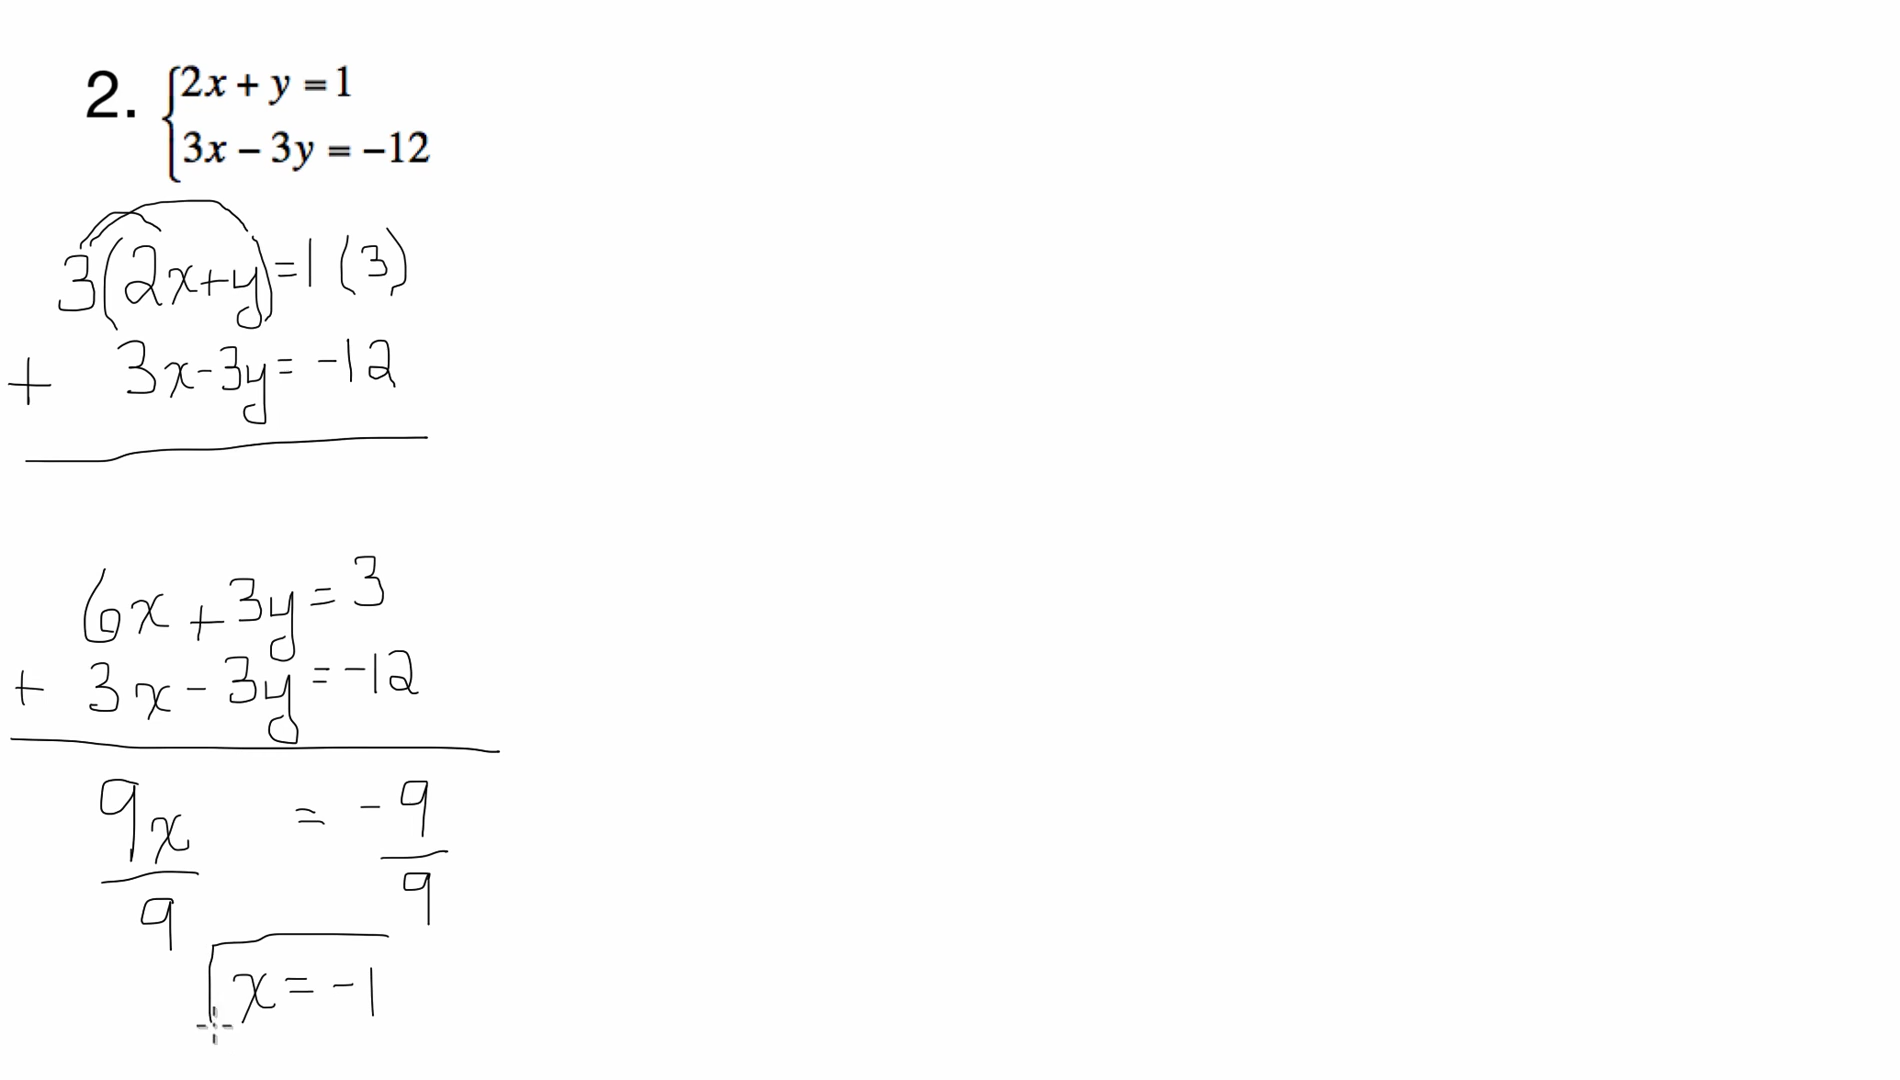 2. 2x + y = 1
3x − 3y = −12
3(2x+y)=1(3)
+ 3x-3y= -12
6x+3y=3
+ 3x-3y=-12
9x = -9
9 9
x = -1